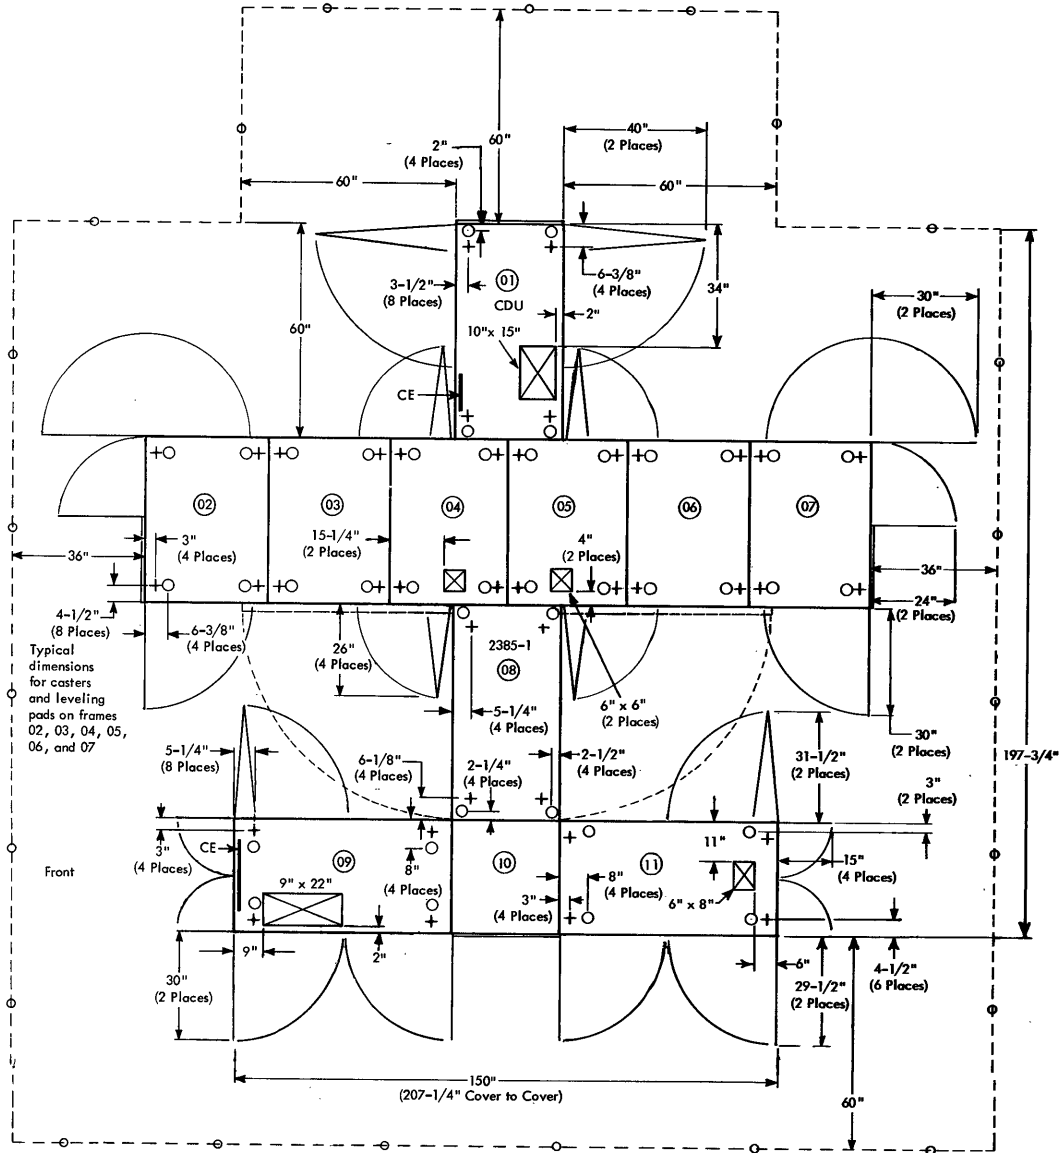 60"
40"
(2 Places)
2"
(4 Places)
60"
60"
3-1/2"
(8 Places)
01
CDU
6-3/8"
(4 Places)
34"
30"
(2 Places)
60"
10"x 15"
2"
CE
02
03
04
05
06
07
36"
3"
(4 Places)
15-1/4"
(2 Places)
4"
(2 Places)
36"
24"
(2 Places)
4-1/2"
(8 Places)
6-3/8"
(4 Places)
Typical
dimensions
for casters
and leveling
pads on frames
02, 03, 04, 05,
06, and 07
26"
(4 Places)
2385-1
08
6" x 6"
(2 Places)
5-1/4"
(4 Places)
30"
(2 Places)
5-1/4"
(8 Places)
6-1/8"
(4 Places)
2-1/4"
(4 Places)
2-1/2"
(4 Places)
31-1/2"
(2 Places)
197-3/4"
3"
(2 Places)
3"
(4 Places)
CE
09
8"
(4 Places)
10
11
11"
15"
(4 Places)
Front
9" x 22"
8"
(4 Places)
3"
(4 Places)
6" x 8"
9"
2"
6"
4-1/2"
(6 Places)
30"
(2 Places)
29-1/2"
(2 Places)
150"
(207-1/4" Cover to Cover)
60"